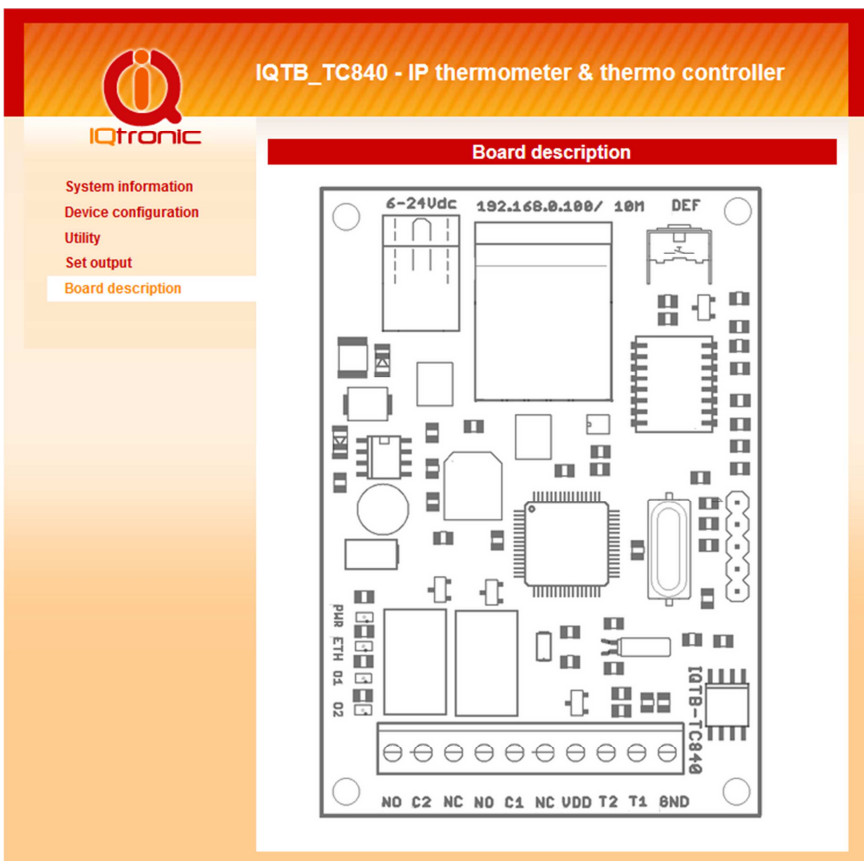 IQTB_TC840 - IP thermometer & thermo controller
IQtronic
Board description
System information
Device configuration
Utility
Set output
Board description
6-24Vdc 192.168.0.100/ 10M DEF
PWR
ETH
O1
O2
IQTB-TC840
NO C2 NC NO C1 NC VDD T2 T1 GND